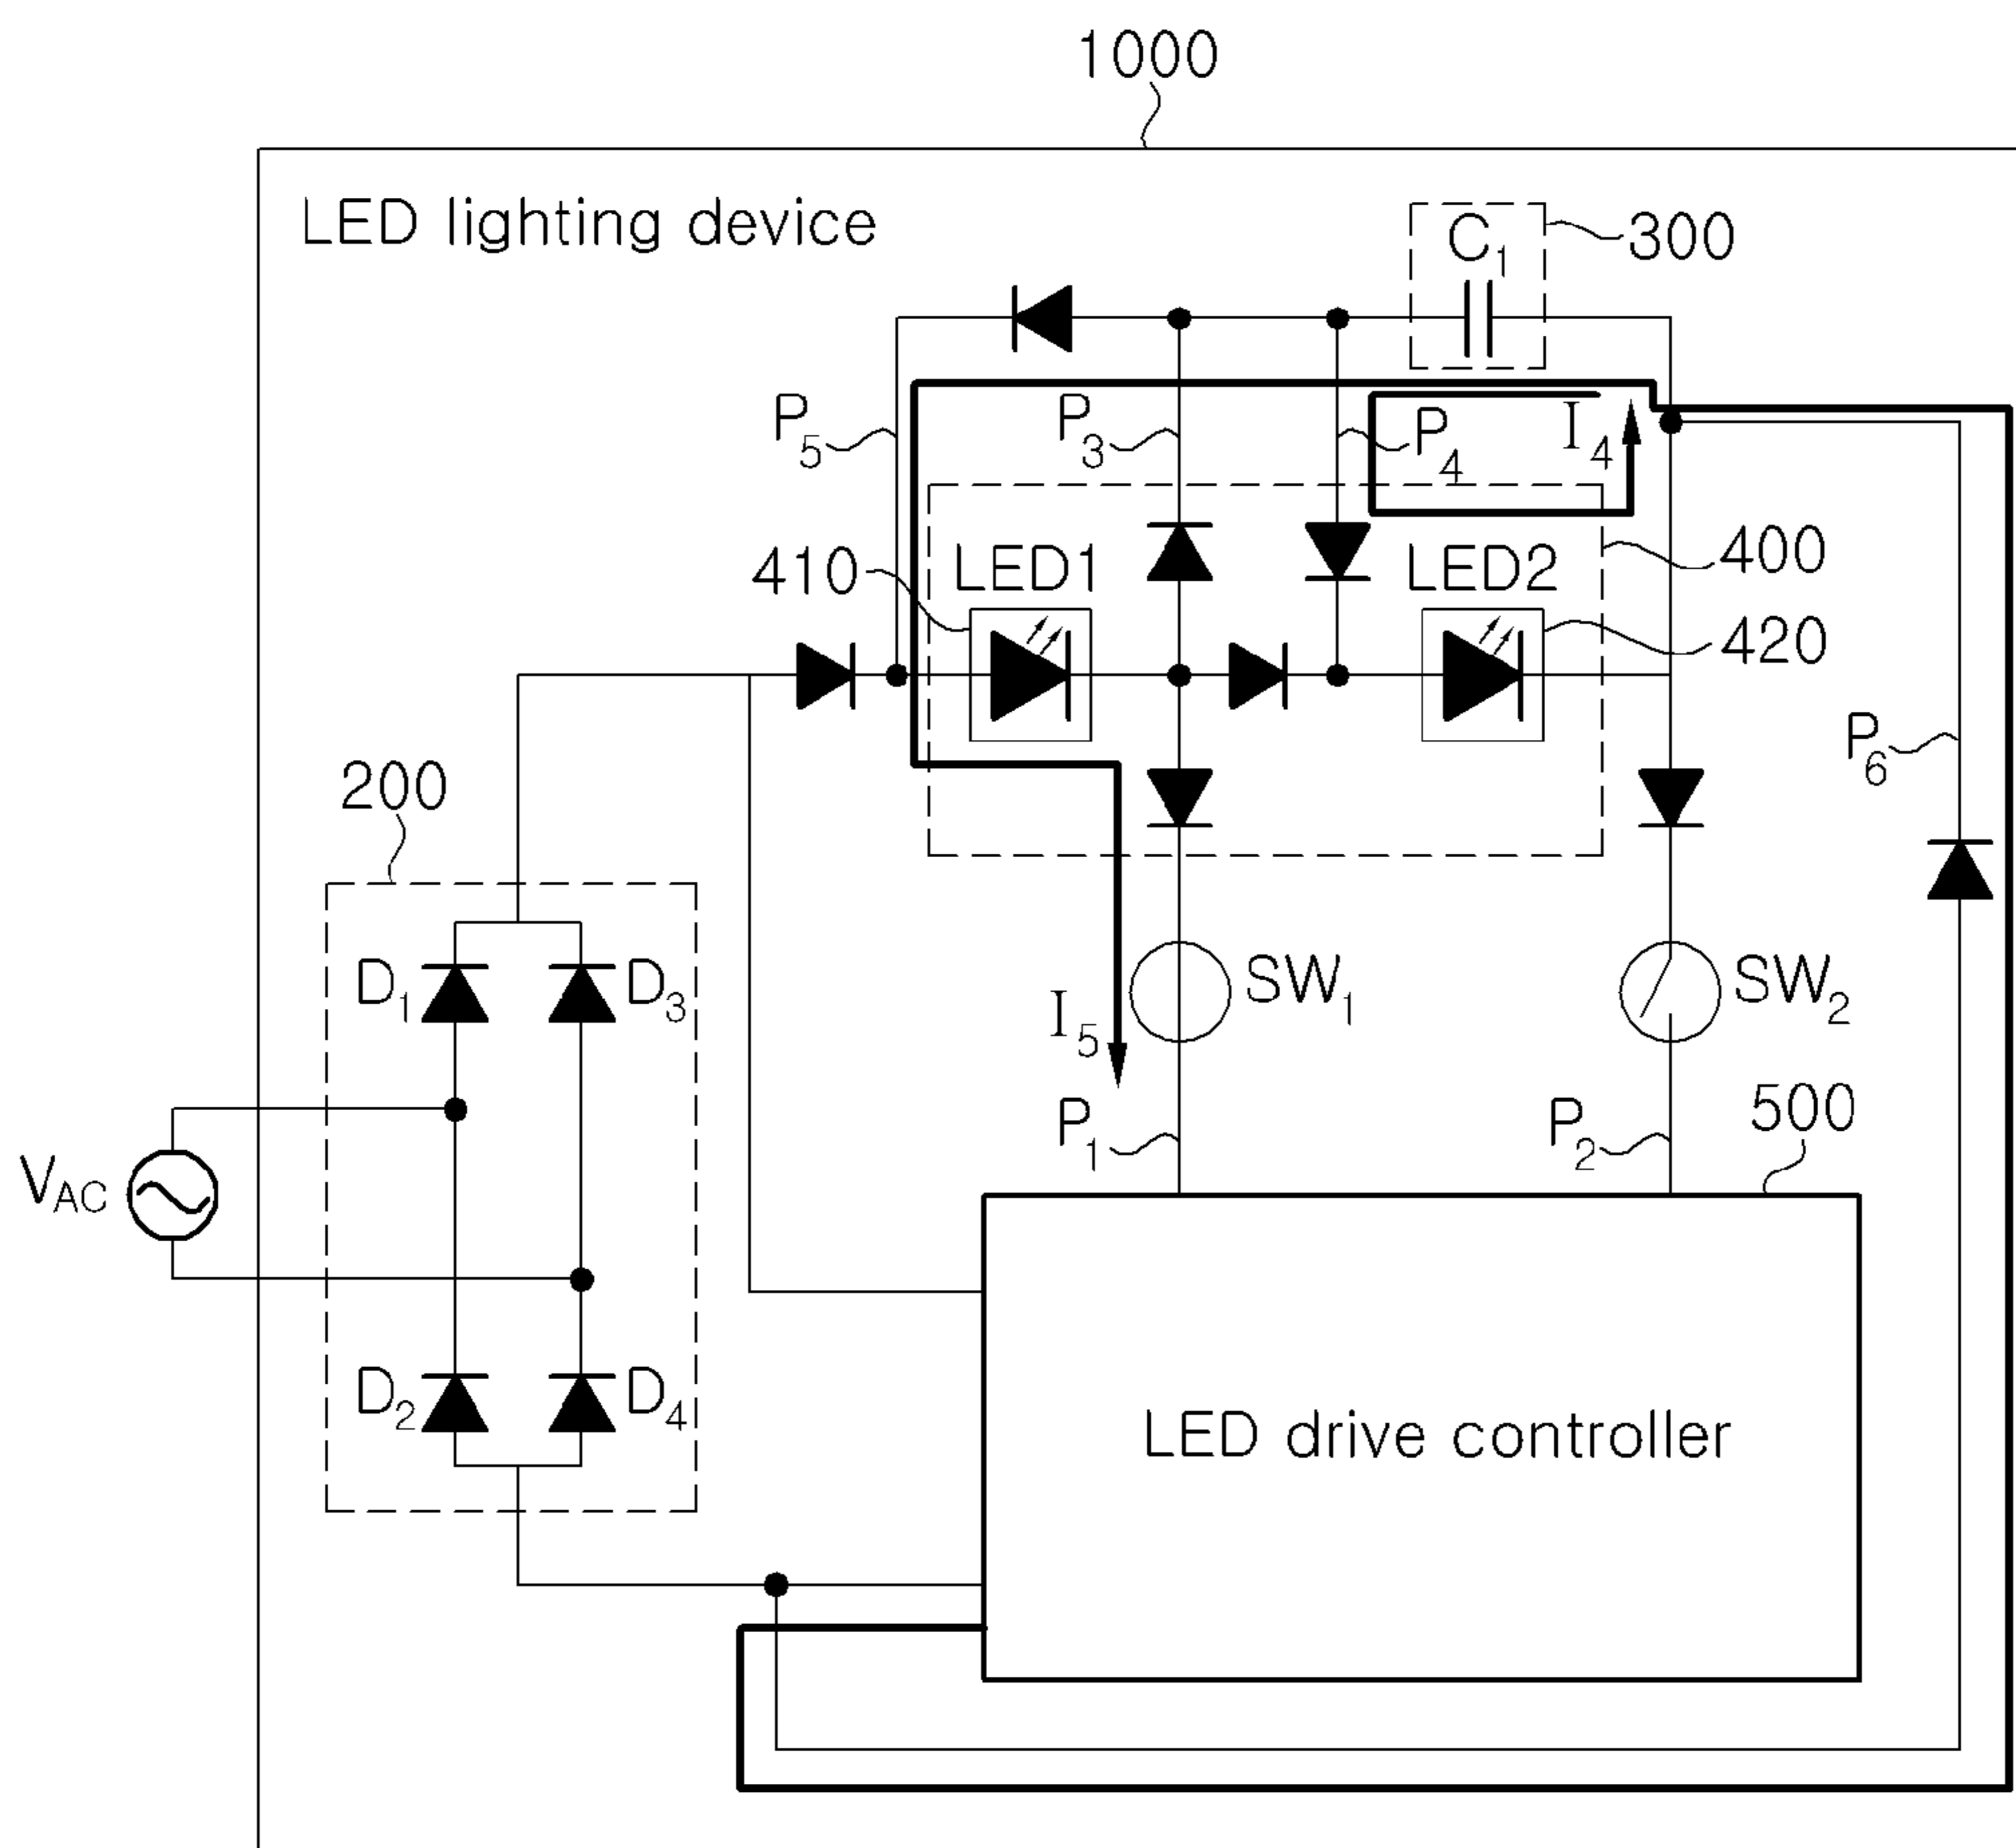 1000
LED lighting device
C1
300
P5
P3
P4
I4
410
LED1
LED2
400
420
P6
200
D1
D3
SW1
SW2
I5
P1
P2
500
VAC
D2
D4
LED drive controller